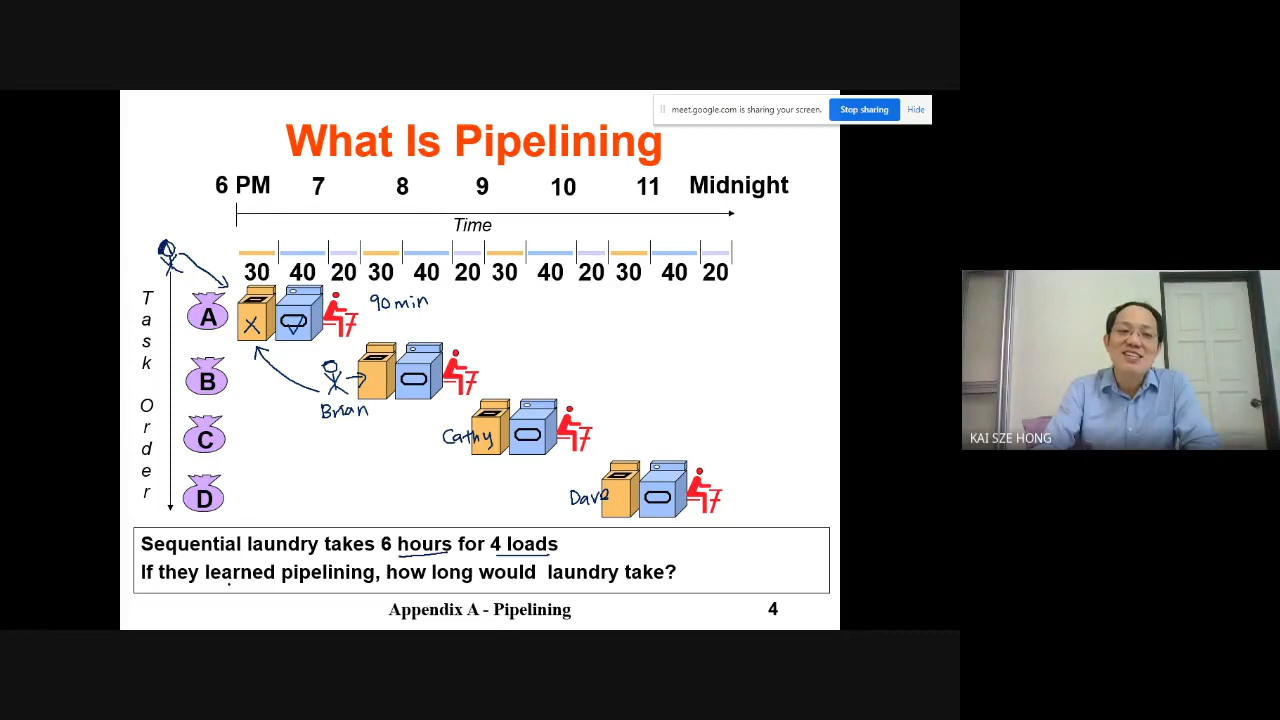 meet.google.com is sharing your screen.
Stop sharing
Hide
What Is Pipelining
6 PM 7 8 9 10 11 Midnight
Time
30 40 20 30 40 20 30 40 20 30 40 20
90 min
Task Order
A
X
B
Brian
C
Cathy
D
Dave
Sequential laundry takes 6 hours for 4 loads
If they learned pipelining, how long would laundry take?
Appendix A - Pipelining 4
KAI SZE HONG